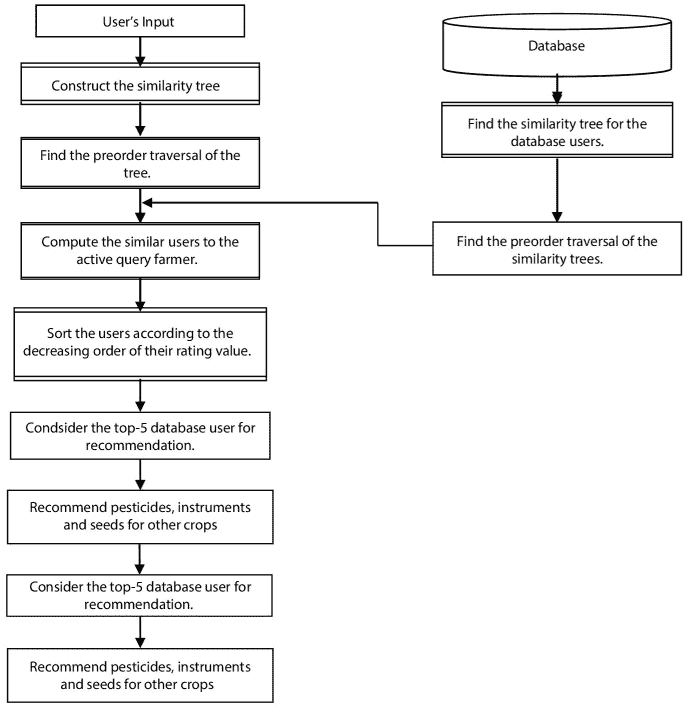 User's Input
Construct the similarity tree
Find the preorder traversal of the
tree.
Compute the similar users to the
active query farmer.
Sort the users according to the
decreasing order of their rating value.
Condsider the top-5 database user for
recommendation.
Recommend pesticides, instruments
and seeds for other crops
Consider the top-5 database user for
recommendation.
Recommend pesticides, instruments
and seeds for other crops
Database
Find the similarity tree for the
database users.
Find the preorder traversal of the
similarity trees.